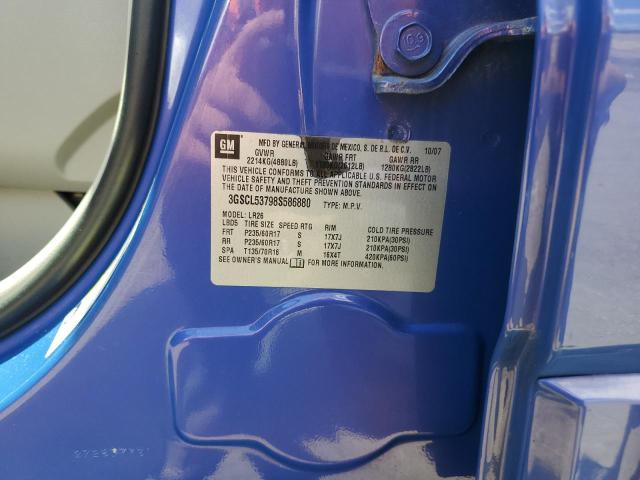 GM
MFD BY GENERAL MOTORS DE MEXICO, S. DE R.L. DE C.V. 10/07
GVWR GAWR FRT GAWR RR
2214KG(4880LB) 1280KG(2822LB)
THIS VEHICLE CONFORMS TO ALL APPLICABLE U.S. FEDERAL MOTOR
VEHICLE SAFETY AND THEFT PREVENTION STANDARDS IN EFFECT ON THE
DATE OF MANUFACTURE SHOWN ABOVE.
3GSCL53798S586880 TYPE: M.P.V.
MODEL: LR26
LBD5 TIRE SIZE SPEED RTG RIM COLD TIRE PRESSURE
FRT P235/60R17 S 17X7J 210KPA(30PSI)
RR P235/60R17 S 17X7J 210KPA(30PSI)
SPA T135/70R16 M 16X4T 420KPA(60PSI)
SEE OWNER'S MANUAL FOR MORE INFORMATION.